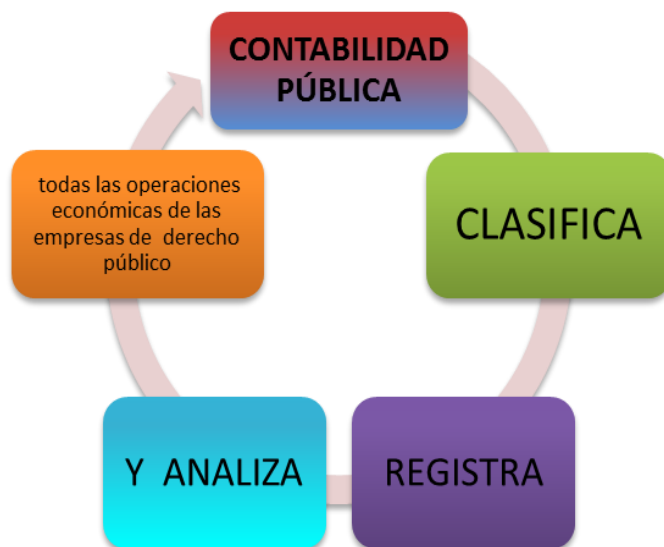 CONTABILIDAD
PÚBLICA
CLASIFICA
REGISTRA
Y ANALIZA
todas las operaciones
económicas de las
empresas de derecho
público